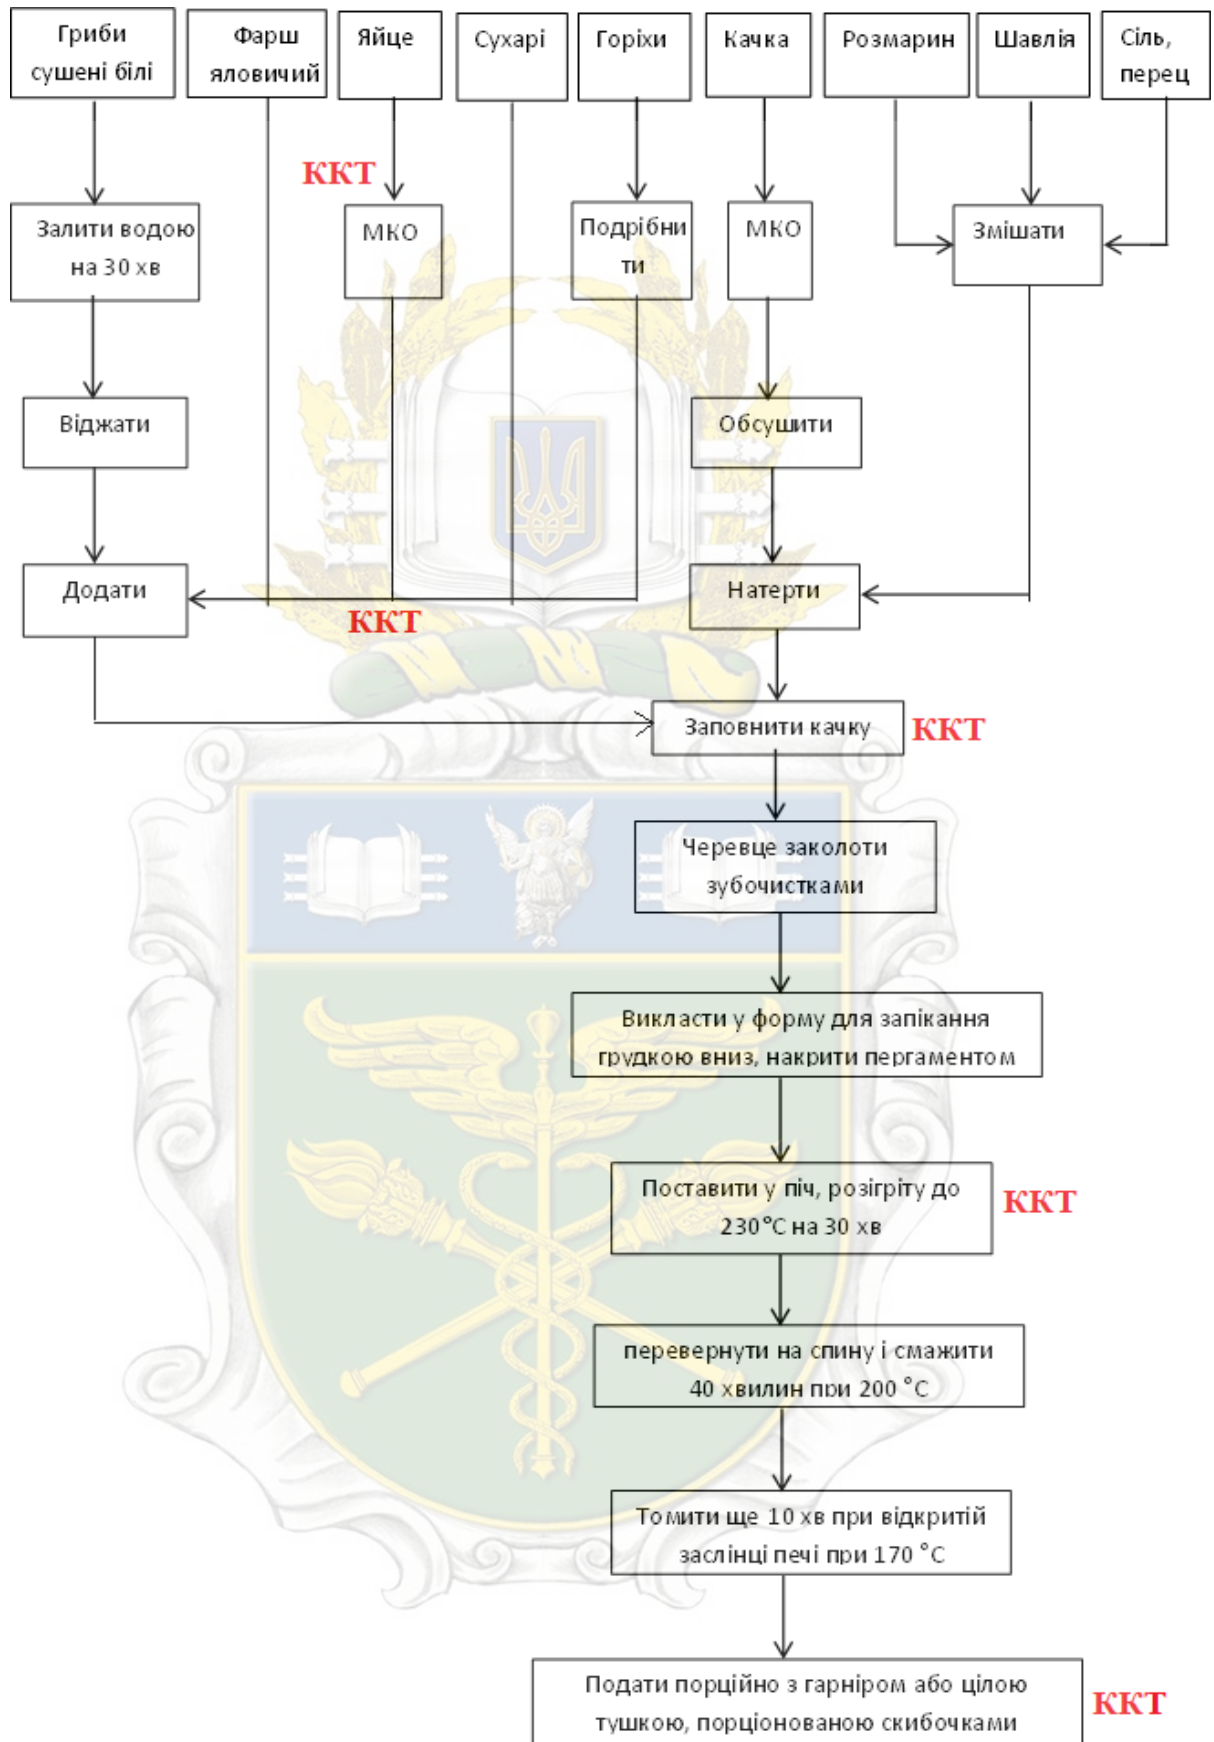 Гриби
сушені білі
Фарш
яловичий
Яйце
Сухарі
Горіхи
Качка
Розмарин
Шавлія
Сіль,
перец
ККТ
Залити водою
на 30 хв
МКО
Подрібни
ти
МКО
Змішати
Віджати
Обсушити
Додати
Натерти
ККТ
Заповнити качку
ККТ
Черевце заколоти
зубочистками
Викласти у форму для запікання
грудкою вниз, накрити пергаментом
Поставити у піч, розігріту до
230°С на 30 хв
ККТ
перевернути на спину і смажити
40 хвилин при 200 °С
Томити ще 10 хв при відкритій
заслінці печі при 170 °С
Подати порційно з гарніром або цілою
тушкою, порціонованою скибочками
ККТ